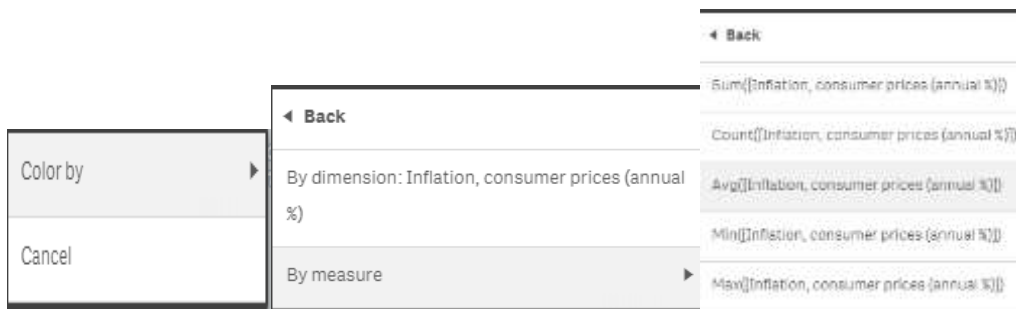 Color by
Cancel
Back
By dimension: Inflation, consumer prices (annual
%)
By measure
Back
Sum([Inflation, consumer prices (annual %)])
Count([Inflation, consumer prices (annual %)])
Avg([Inflation, consumer prices (annual %)])
Min([Inflation, consumer prices (annual %)])
Max([Inflation, consumer prices (annual %)])